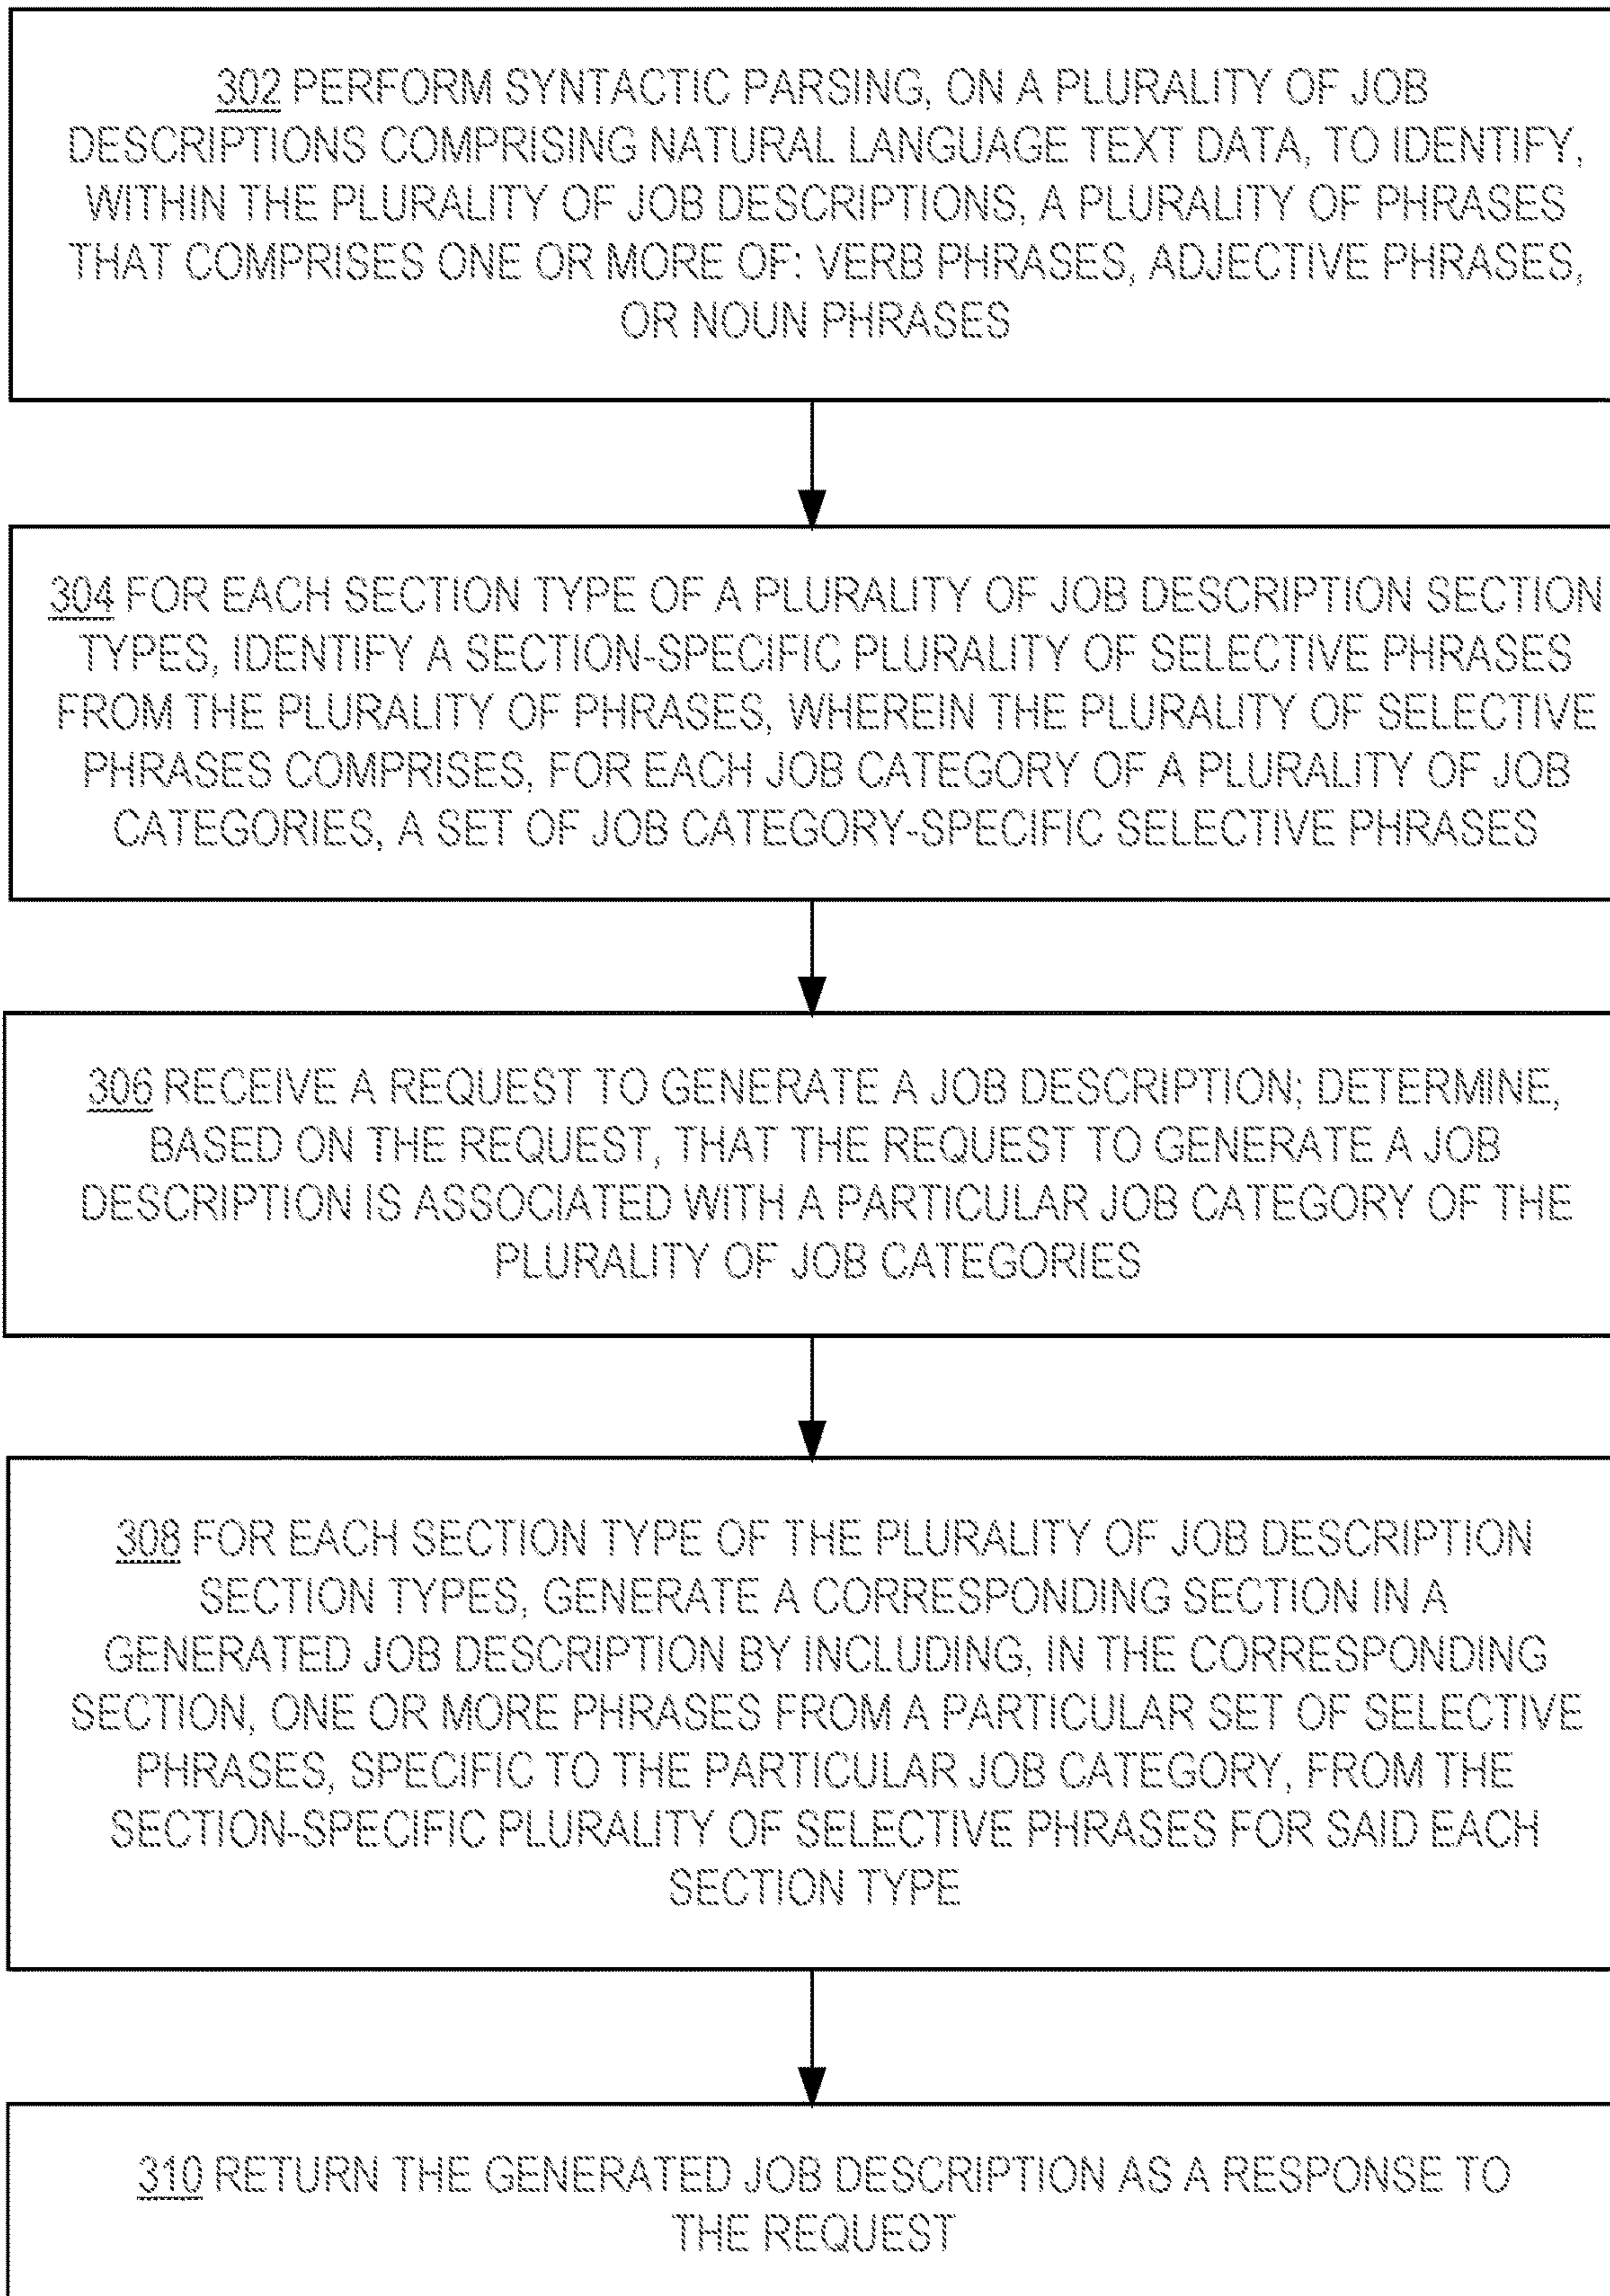 302 PERFORM SYNTACTIC PARSING, ON A PLURALITY OF JOB
DESCRIPTIONS COMPRISING NATURAL LANGUAGE TEXT DATA, TO IDENTIFY,
WITHIN THE PLURALITY OF JOB DESCRIPTIONS, A PLURALITY OF PHRASES
THAT COMPRISES ONE OR MORE OF: VERB PHRASES, ADJECTIVE PHRASES,
OR NOUN PHRASES
304 FOR EACH SECTION TYPE OF A PLURALITY OF JOB DESCRIPTION SECTION
TYPES, IDENTIFY A SECTION-SPECIFIC PLURALITY OF SELECTIVE PHRASES
FROM THE PLURALITY OF PHRASES, WHEREIN THE PLURALITY OF SELECTIVE
PHRASES COMPRISES, FOR EACH JOB CATEGORY OF A PLURALITY OF JOB
CATEGORIES, A SET OF JOB CATEGORY-SPECIFIC SELECTIVE PHRASES
306 RECEIVE A REQUEST TO GENERATE A JOB DESCRIPTION; DETERMINE,
BASED ON THE REQUEST, THAT THE REQUEST TO GENERATE A JOB
DESCRIPTION IS ASSOCIATED WITH A PARTICULAR JOB CATEGORY OF THE
PLURALITY OF JOB CATEGORIES
308 FOR EACH SECTION TYPE OF THE PLURALITY OF JOB DESCRIPTION
SECTION TYPES, GENERATE A CORRESPONDING SECTION IN A
GENERATED JOB DESCRIPTION BY INCLUDING, IN THE CORRESPONDING
SECTION, ONE OR MORE PHRASES FROM A PARTICULAR SET OF SELECTIVE
PHRASES, SPECIFIC TO THE PARTICULAR JOB CATEGORY, FROM THE
SECTION-SPECIFIC PLURALITY OF SELECTIVE PHRASES FOR SAID EACH
SECTION TYPE
310 RETURN THE GENERATED JOB DESCRIPTION AS A RESPONSE TO
THE REQUEST